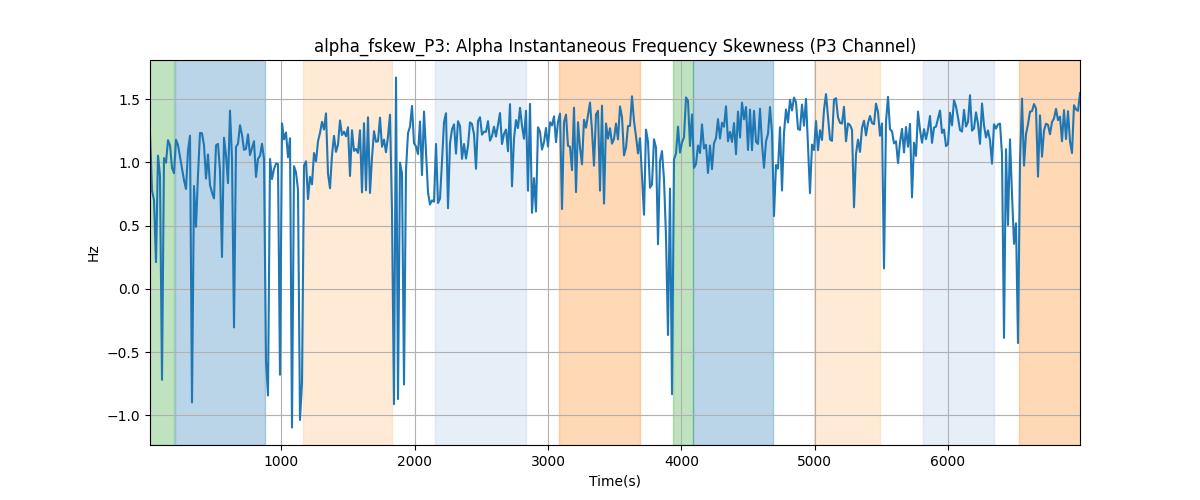 alpha_fskew_P3: Alpha Instantaneous Frequency Skewness (P3 Channel)
Hz
1.5
1.0
0.5
0.0
−0.5
−1.0
1000 2000 3000 4000 5000 6000
Time(s)